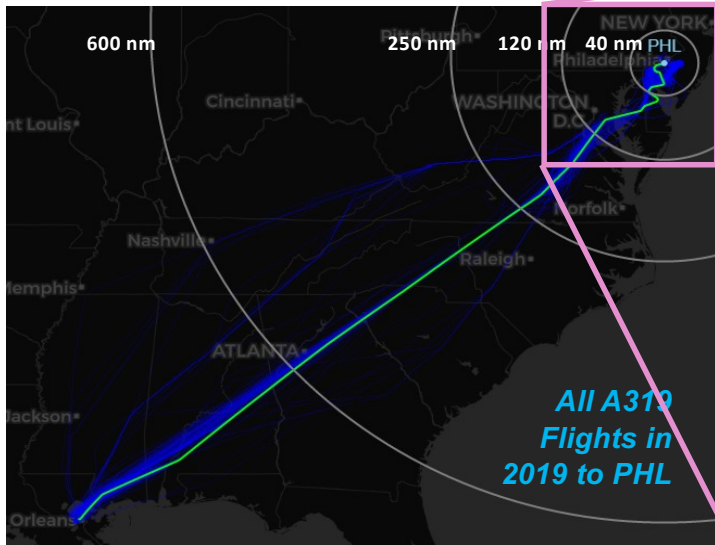 NEW YORK
600 nm 250 nm 120 nm 40 nm PHL
Pittsburgh
Philadelphia
Cincinnati
WASHINGTON,
D.C.
nt Louis
Norfolk
Nashville
Raleigh
Memphis
ATLANTA
Jackson
All A319
Flights in
2019 to PHL
Orleans